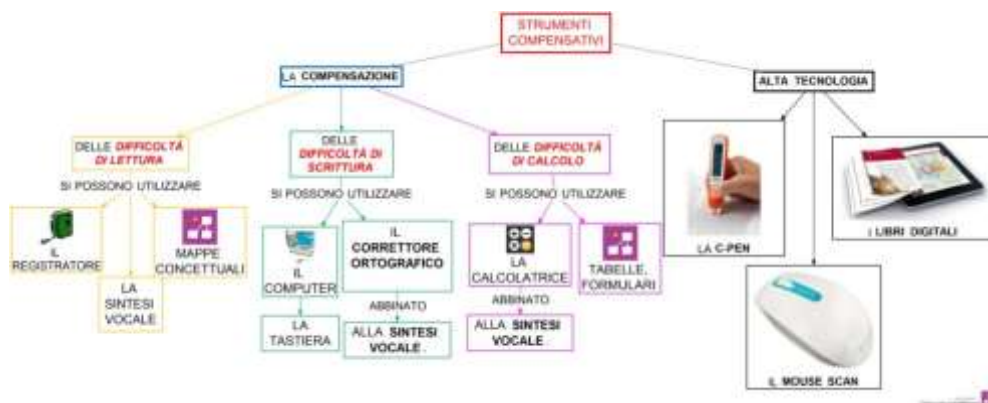 STRUMENTI
COMPENSATIVI
LA COMPENSAZIONE
ALTA TECNOLOGIA
DELLE DIFFICOLTÀ
DI LETTURA
DELLE
DIFFICOLTÀ DI
SCRITTURA
DELLE DIFFICOLTÀ
DI CALCOLO
SI POSSONO UTILIZZARE
SI POSSONO UTILIZZARE
SI POSSONO UTILIZZARE
IL
REGISTRATORE
LA
SINTESI
VOCALE
MAPPE
CONCETTUALI
IL
COMPUTER
LA
TASTIERA
IL
CORRETTORE
ORTOGRAFICO
ABBINATO
ALLA SINTESI
VOCALE
LA
CALCOLATRICE
ABBINATO
ALLA SINTESI
VOCALE
TABELLE,
FORMULARI
LA C-PEN
I LIBRI DIGITALI
IL MOUSE SCAN